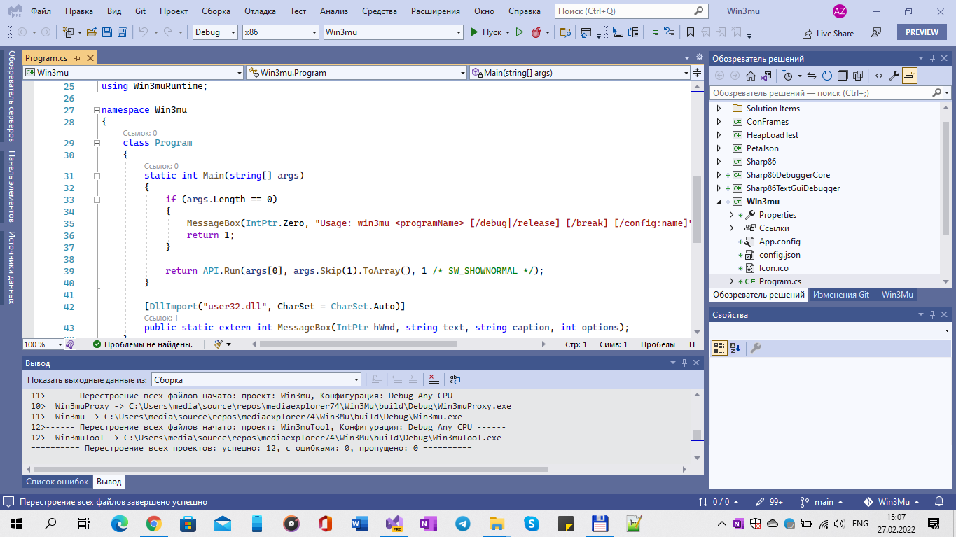 Файл Правка Вид Git Проект Сборка Отладка Тест Анализ Средства Расширения Окно Справка Поиск (Ctrl+Q) Win3mu AZ
Debug x86 Win3mu Пуск Live Share PREVIEW
Обозреватель серверов
Панель элементов
Источники данных
Program.cs
Win3mu Win3mu.Program Main(string[] args)
25 using Win3muRuntime;
26
27 namespace Win3mu
28 {
Ссылок: 0
29 class Program
30 {
Ссылок: 0
31 static int Main(string[] args)
32 {
33 if (args.Length == 0)
34 {
35 MessageBox(IntPtr.Zero, "Usage: win3mu <programName> [/debug|/release] [/break] [/config:name]"
36 return 1;
37 }
38
39 return API.Run(args[0], args.Skip(1).ToArray(), 1 /* SW_SHOWNORMAL */);
40 }
41
42 [DllImport("user32.dll", CharSet = CharSet.Auto)]
Ссылок: 1
43 public static extern int MessageBox(IntPtr hWnd, string text, string caption, int options);
100 % Проблемы не найдены. Стр: 1 Симв: 1 Пробелы
Обозреватель решений
Обозреватель решений — поиск (Ctrl+;)
Solution Items
ConFrames
HeapLoadTest
PetaJson
Sharp86
Sharp86DebuggerCore
Sharp86TextGuiDebugger
Win3mu
Properties
Ссылки
App.config
config.json
Icon.ico
C# Program.cs
Обозреватель решений Изменения Git Win3Mu
Свойства
Вывод
Показать выходные данные из: Сборка
11>------ Перестроение всех файлов начато: проект: Win3mu, Конфигурация: Debug Any CPU ------
10> Win3muProxy -> C:\Users\media\source\repos\mediaexplorer74\Win3Mu\build\Debug\Win3muProxy.exe
11> Win3mu -> C:\Users\media\source\repos\mediaexplorer74\Win3Mu\build\Debug\Win3mu.exe
12>------ Перестроение всех файлов начато: проект: Win3muTool, Конфигурация: Debug Any CPU ------
12> Win3muTool -> C:\Users\media\source\repos\mediaexplorer74\Win3Mu\build\Debug\Win3muTool.exe
========== Перестроение всех проектов: успешно: 12, с ошибками: 0, пропущено: 0 ==========
Список ошибок Вывод
Перестроение всех файлов завершено успешно 0 / 0 99+ main Win3Mu
ENG 15:07
27.02.2022